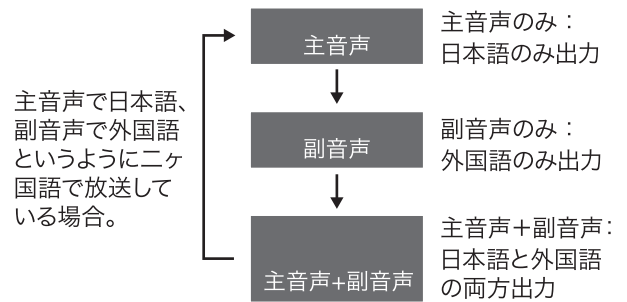 主音声で日本語、
副音声で外国語
というように二ヶ
国語で放送して
いる場合。
主音声
主音声のみ：
日本語のみ出力
副音声
副音声のみ：
外国語のみ出力
主音声+副音声
主音声＋副音声：
日本語と外国語
の両方出力